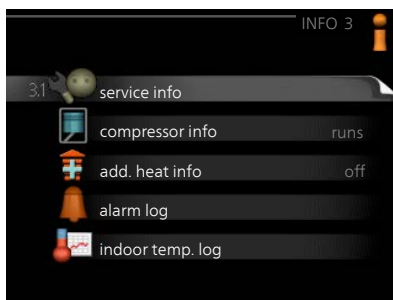 INFO 3
3.1 service info
compressor info runs
add. heat info off
alarm log
indoor temp. log